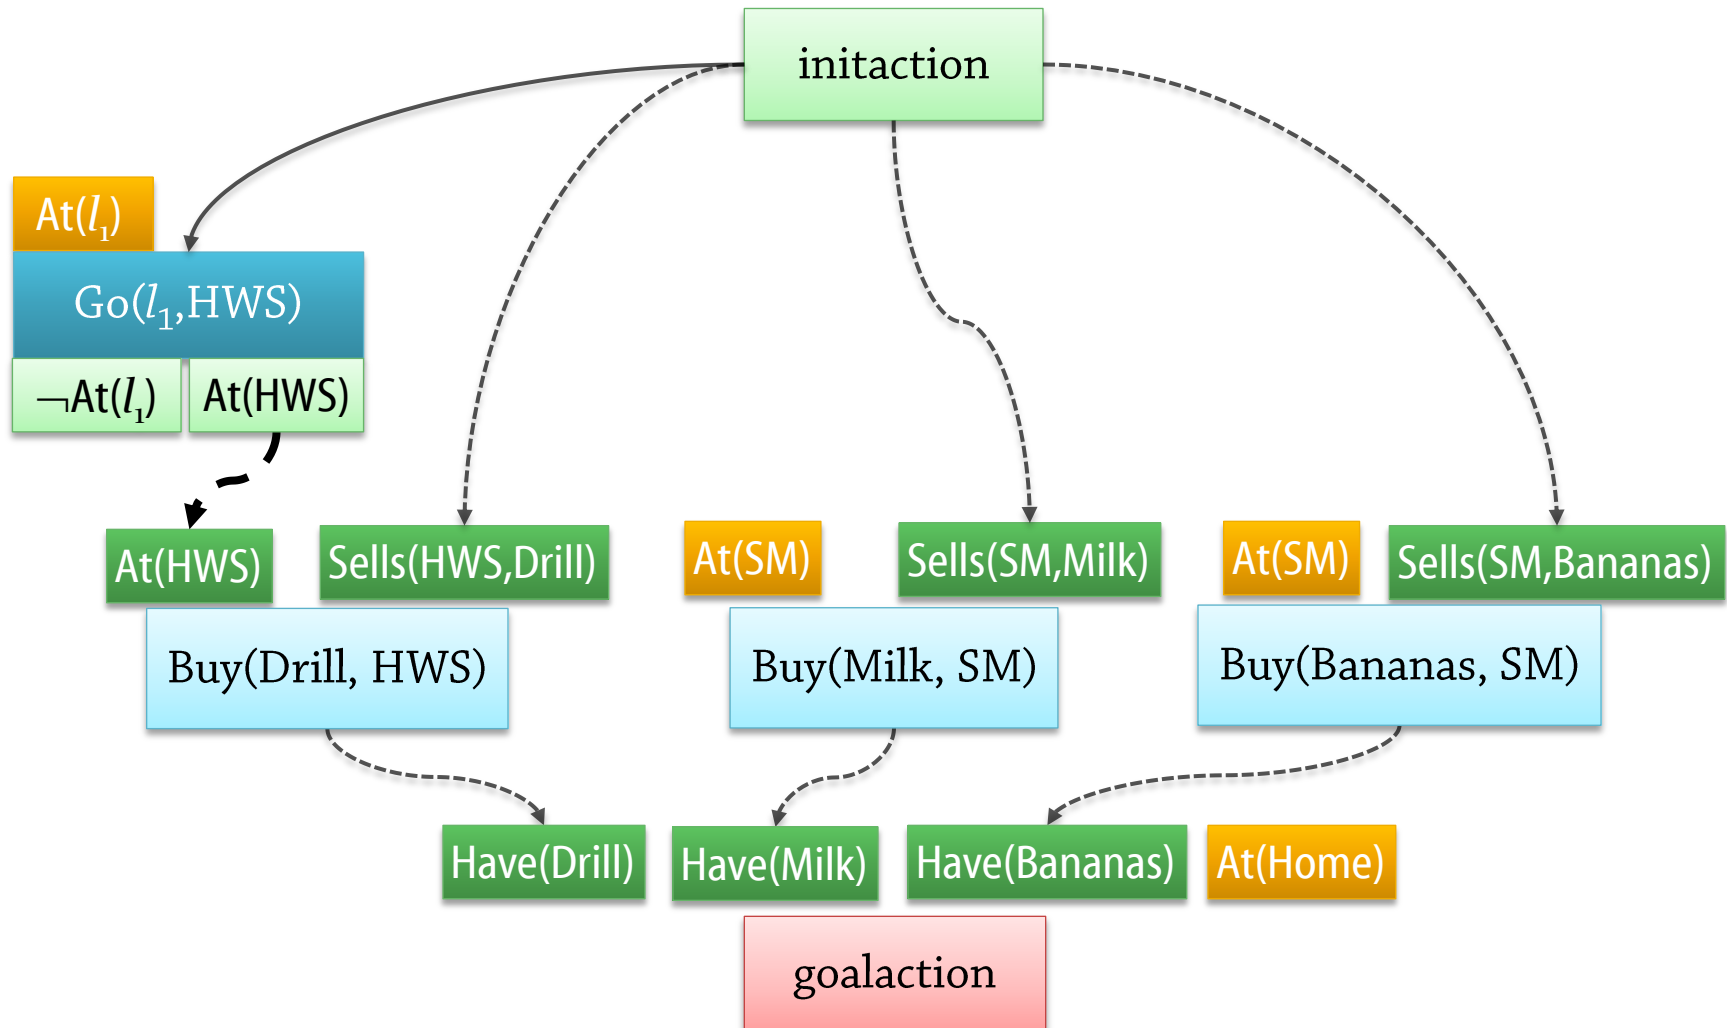 initaction
At(l₁)
Go(l₁,HWS)
¬At(l₁) At(HWS)
At(HWS) Sells(HWS,Drill) At(SM) Sells(SM,Milk) At(SM) Sells(SM,Bananas)
Buy(Drill, HWS) Buy(Milk, SM) Buy(Bananas, SM)
Have(Drill) Have(Milk) Have(Bananas) At(Home)
goalaction